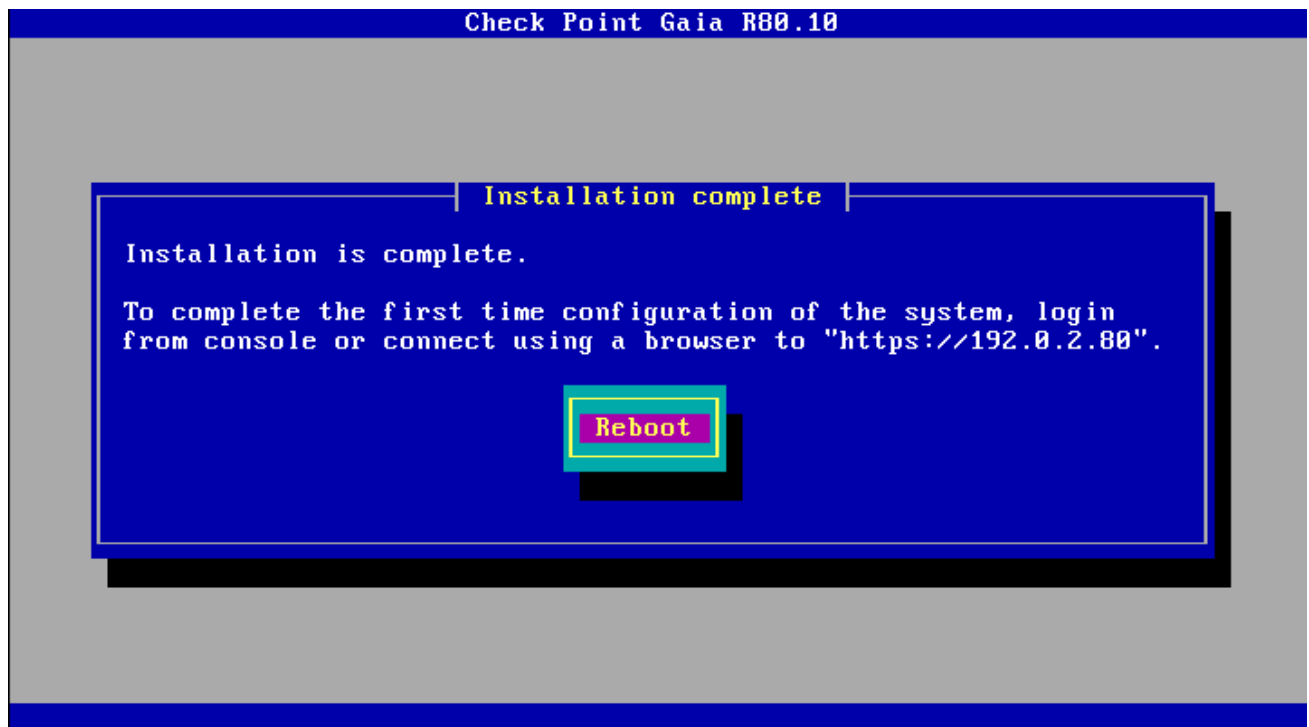 Check Point Gaia R80.10
Installation complete
Installation is complete.
To complete the first time configuration of the system, login
from console or connect using a browser to "https://192.0.2.80".
Reboot